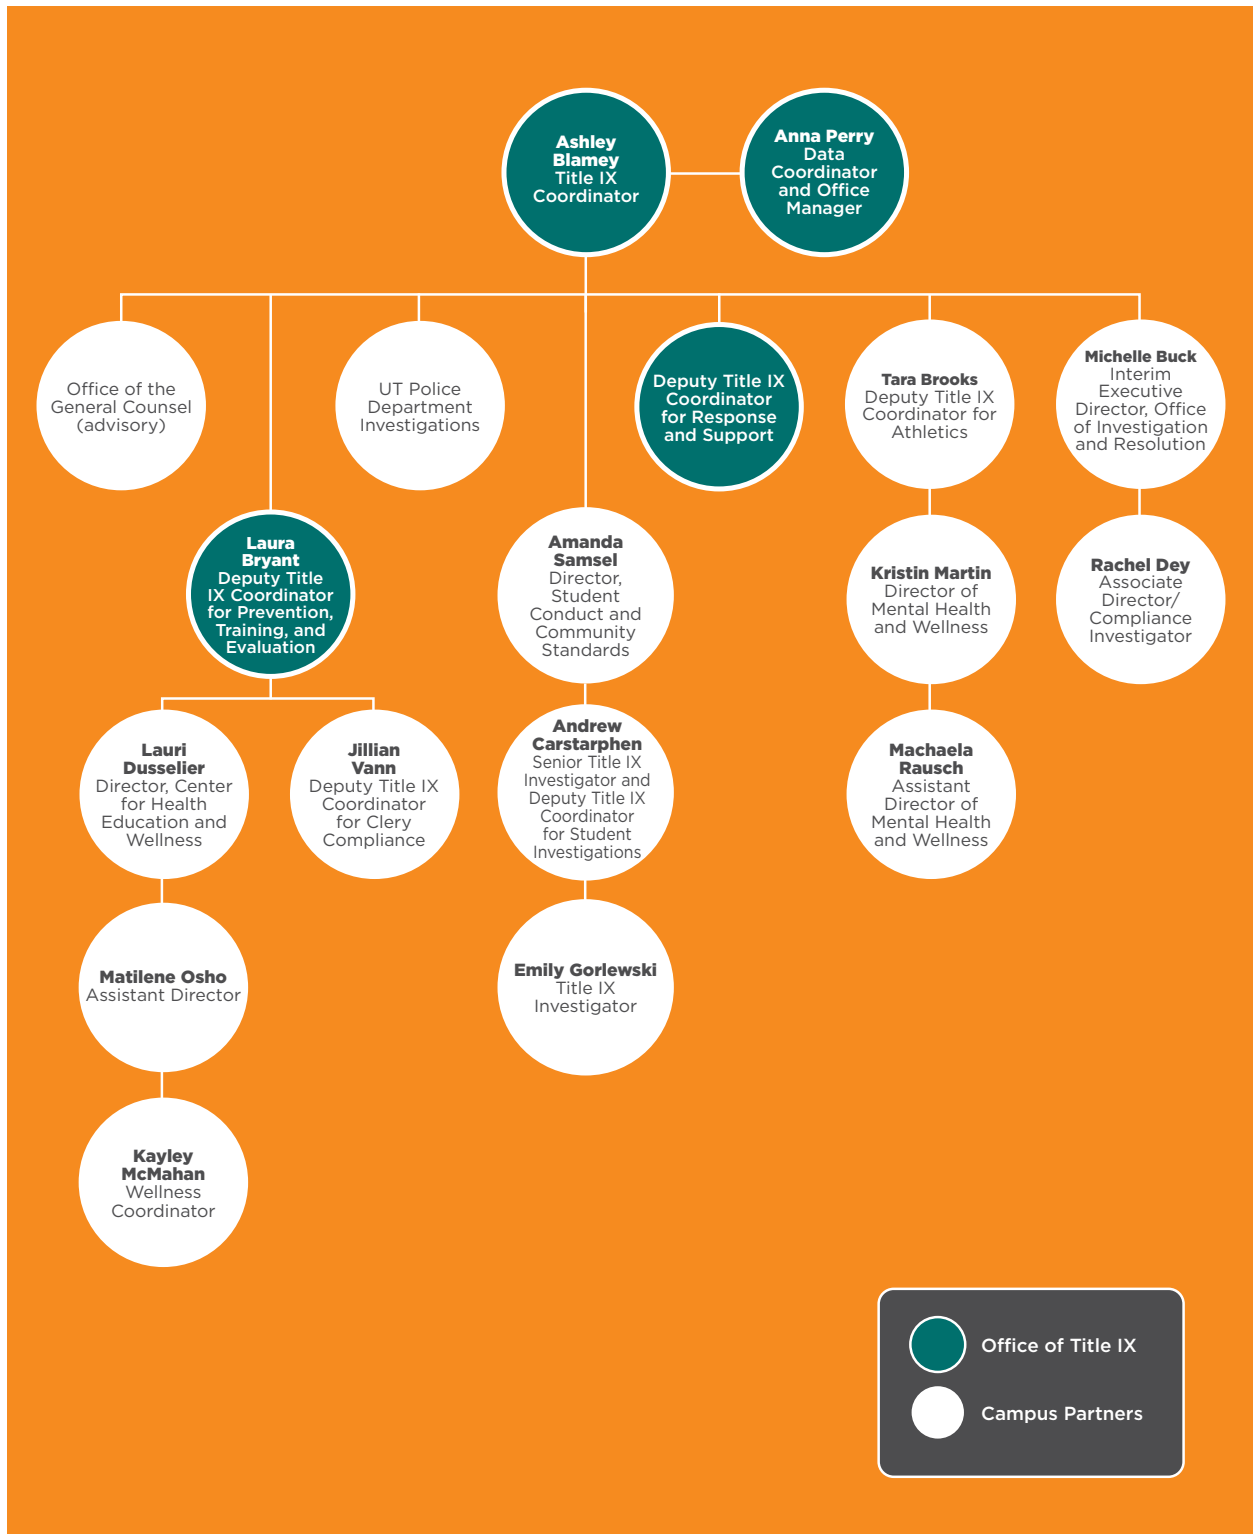 Ashley
Blamey
Title IX
Coordinator
Anna Perry
Data
Coordinator
and Office
Manager
Office of the
General Counsel
(advisory)
UT Police
Department
Investigations
Deputy Title IX
Coordinator
for Response
and Support
Tara Brooks
Deputy Title IX
Coordinator for
Athletics
Michelle Buck
Interim
Executive
Director, Office
of Investigation
and Resolution
Laura
Bryant
Deputy Title
IX Coordinator
for Prevention,
Training, and
Evaluation
Amanda
Samsel
Director,
Student
Conduct and
Community
Standards
Kristin Martin
Director of
Mental Health
and Wellness
Rachel Dey
Associate
Director/
Compliance
Investigator
Lauri
Dusselier
Director, Center
for Health
Education and
Wellness
Jillian
Vann
Deputy Title IX
Coordinator
for Clery
Compliance
Andrew
Carstarphen
Senior Title IX
Investigator and
Deputy Title IX
Coordinator
for Student
Investigations
Machaela
Rausch
Assistant
Director of
Mental Health
and Wellness
Matilene Osho
Assistant Director
Emily Gorlewski
Title IX
Investigator
Kayley
McMahan
Wellness
Coordinator
Office of Title IX
Campus Partners